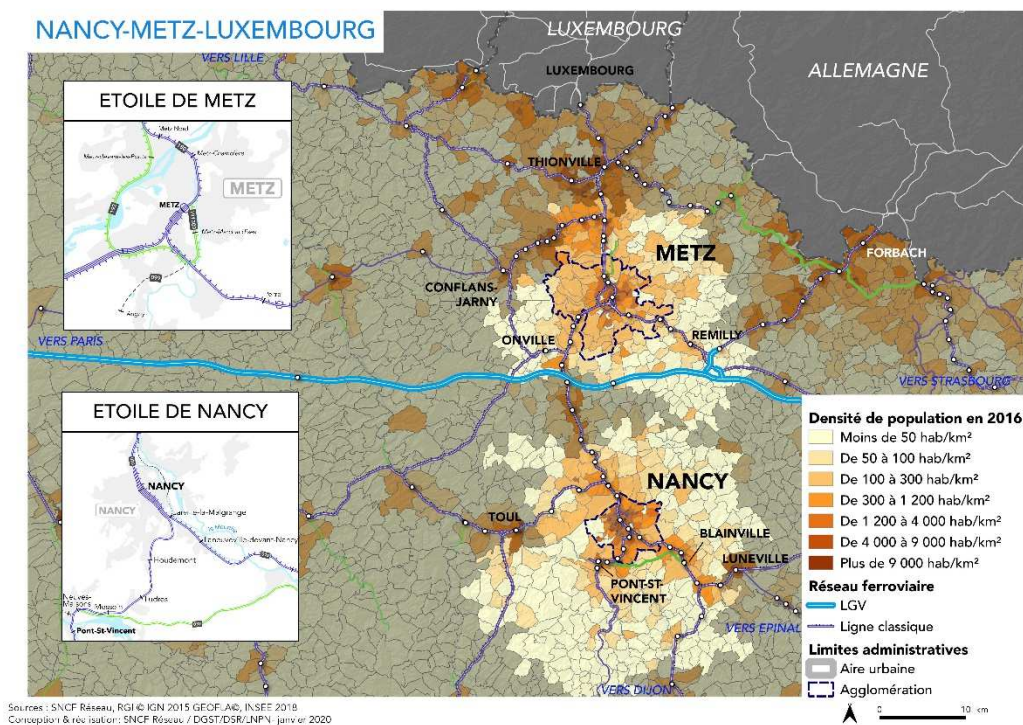 NANCY-METZ-LUXEMBOURG
LUXEMBOURG
VERS LILLE
LUXEMBOURG
ALLEMAGNE
ETOILE DE METZ
Metz-Nord
METZ
METZ
THIONVILLE
METZ
FORBACH
CONFLANS-
JARNY
ONVILLE
REMILLY
VERS PARIS
VERS STRASBOURG
ETOILE DE NANCY
NANCY
NANCY
Houdemont
Ludres
Neuves-
Maisons
Messein
Pont-St-Vincent
NANCY
TOUL
BLAINVILLE
LUNEVILLE
PONT-ST-
VINCENT
VERS EPINAL
VERS DIJON
Densité de population en 2016
Moins de 50 hab/km²
De 50 à 100 hab/km²
De 100 à 300 hab/km²
De 300 à 1 200 hab/km²
De 1 200 à 4 000 hab/km²
De 4 000 à 9 000 hab/km²
Plus de 9 000 hab/km²
Réseau ferroviaire
LGV
Ligne classique
Limites administratives
Aire urbaine
Agglomération
0 10 km
Sources : SNCF Réseau, RGI © IGN 2015 GEOFLA©, INSEE 2018
Conception & réalisation: SNCF Réseau / DGST/DSR/LNPN- janvier 2020